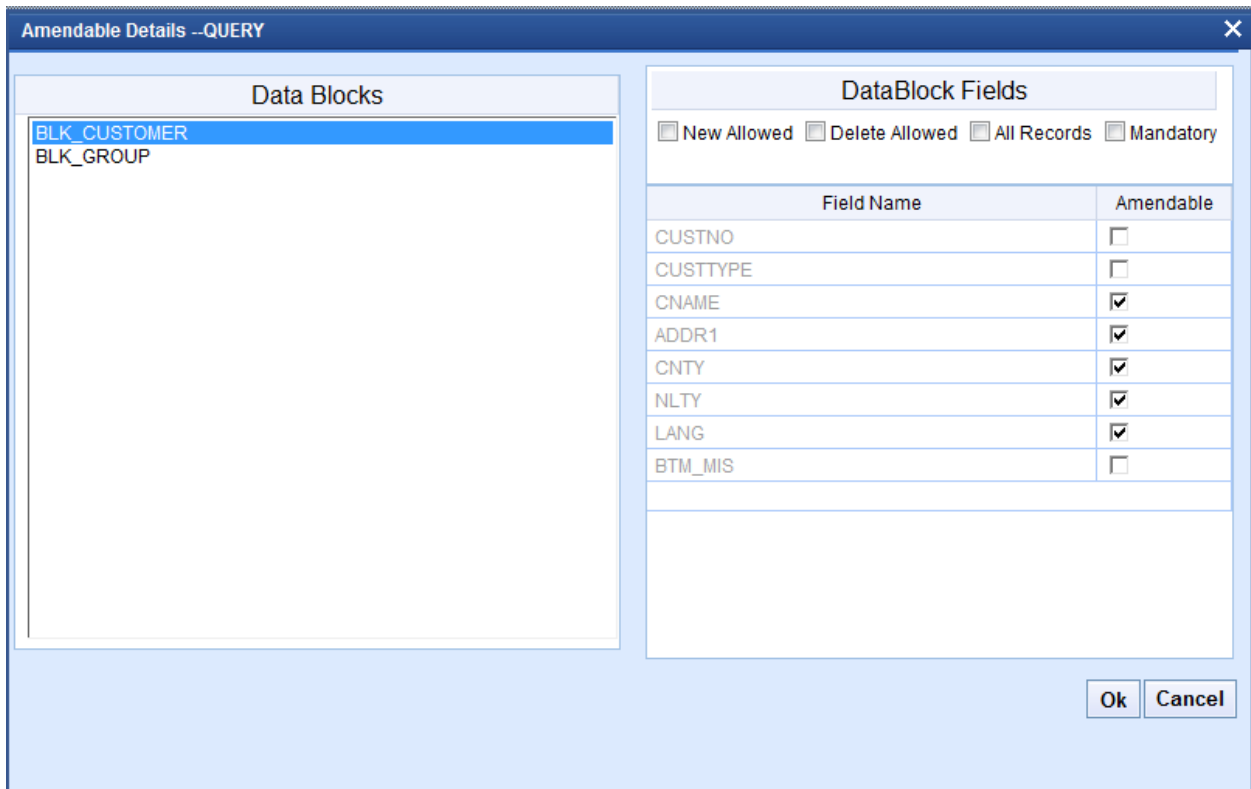 Amendable Details --QUERY
Data Blocks
BLK_CUSTOMER
BLK_GROUP
DataBlock Fields
New Allowed Delete Allowed All Records Mandatory
Field Name Amendable
CUSTNO
CUSTTYPE
CNAME
ADDR1
CNTY
NLTY
LANG
BTM_MIS
Ok Cancel